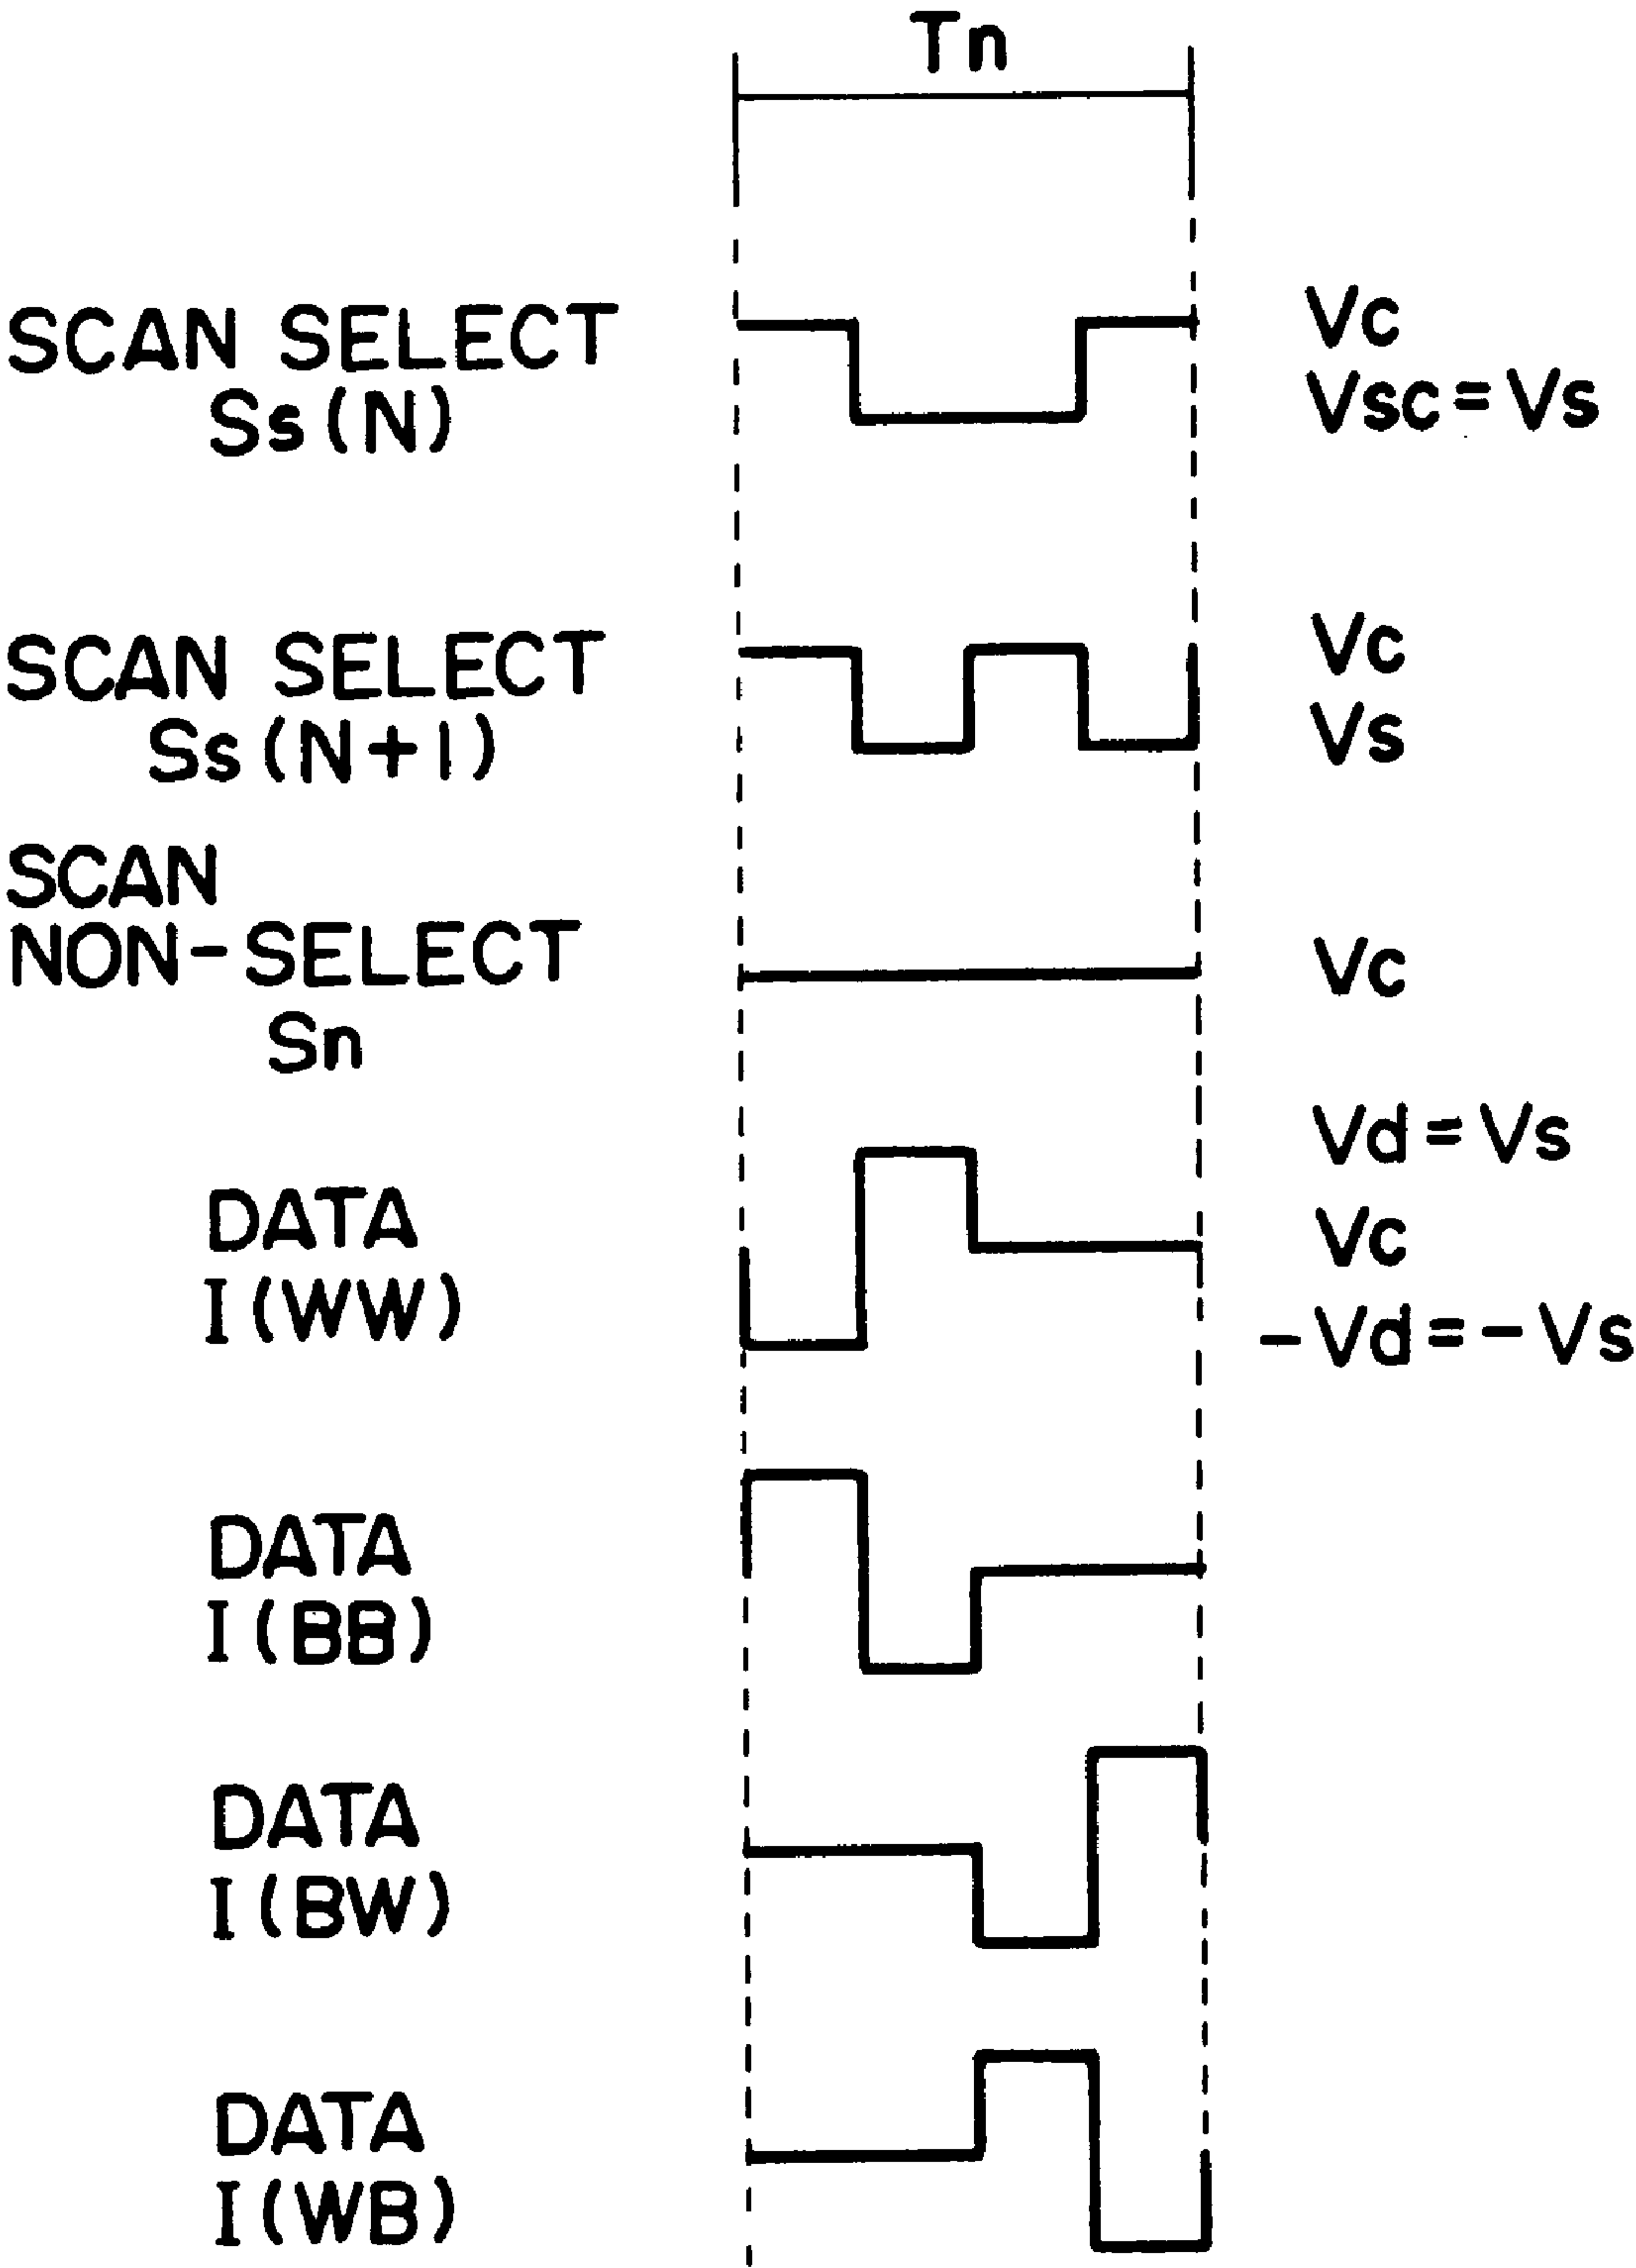 Tn
SCAN SELECT
Ss(N)
Vc
Vsc=Vs
SCAN SELECT
Ss(N+1)
Vc
Vs
SCAN
NON-SELECT
Sn
Vc
DATA
I(WW)
Vd=Vs
Vc
-Vd=-Vs
DATA
I(BB)
DATA
I(BW)
DATA
I(WB)